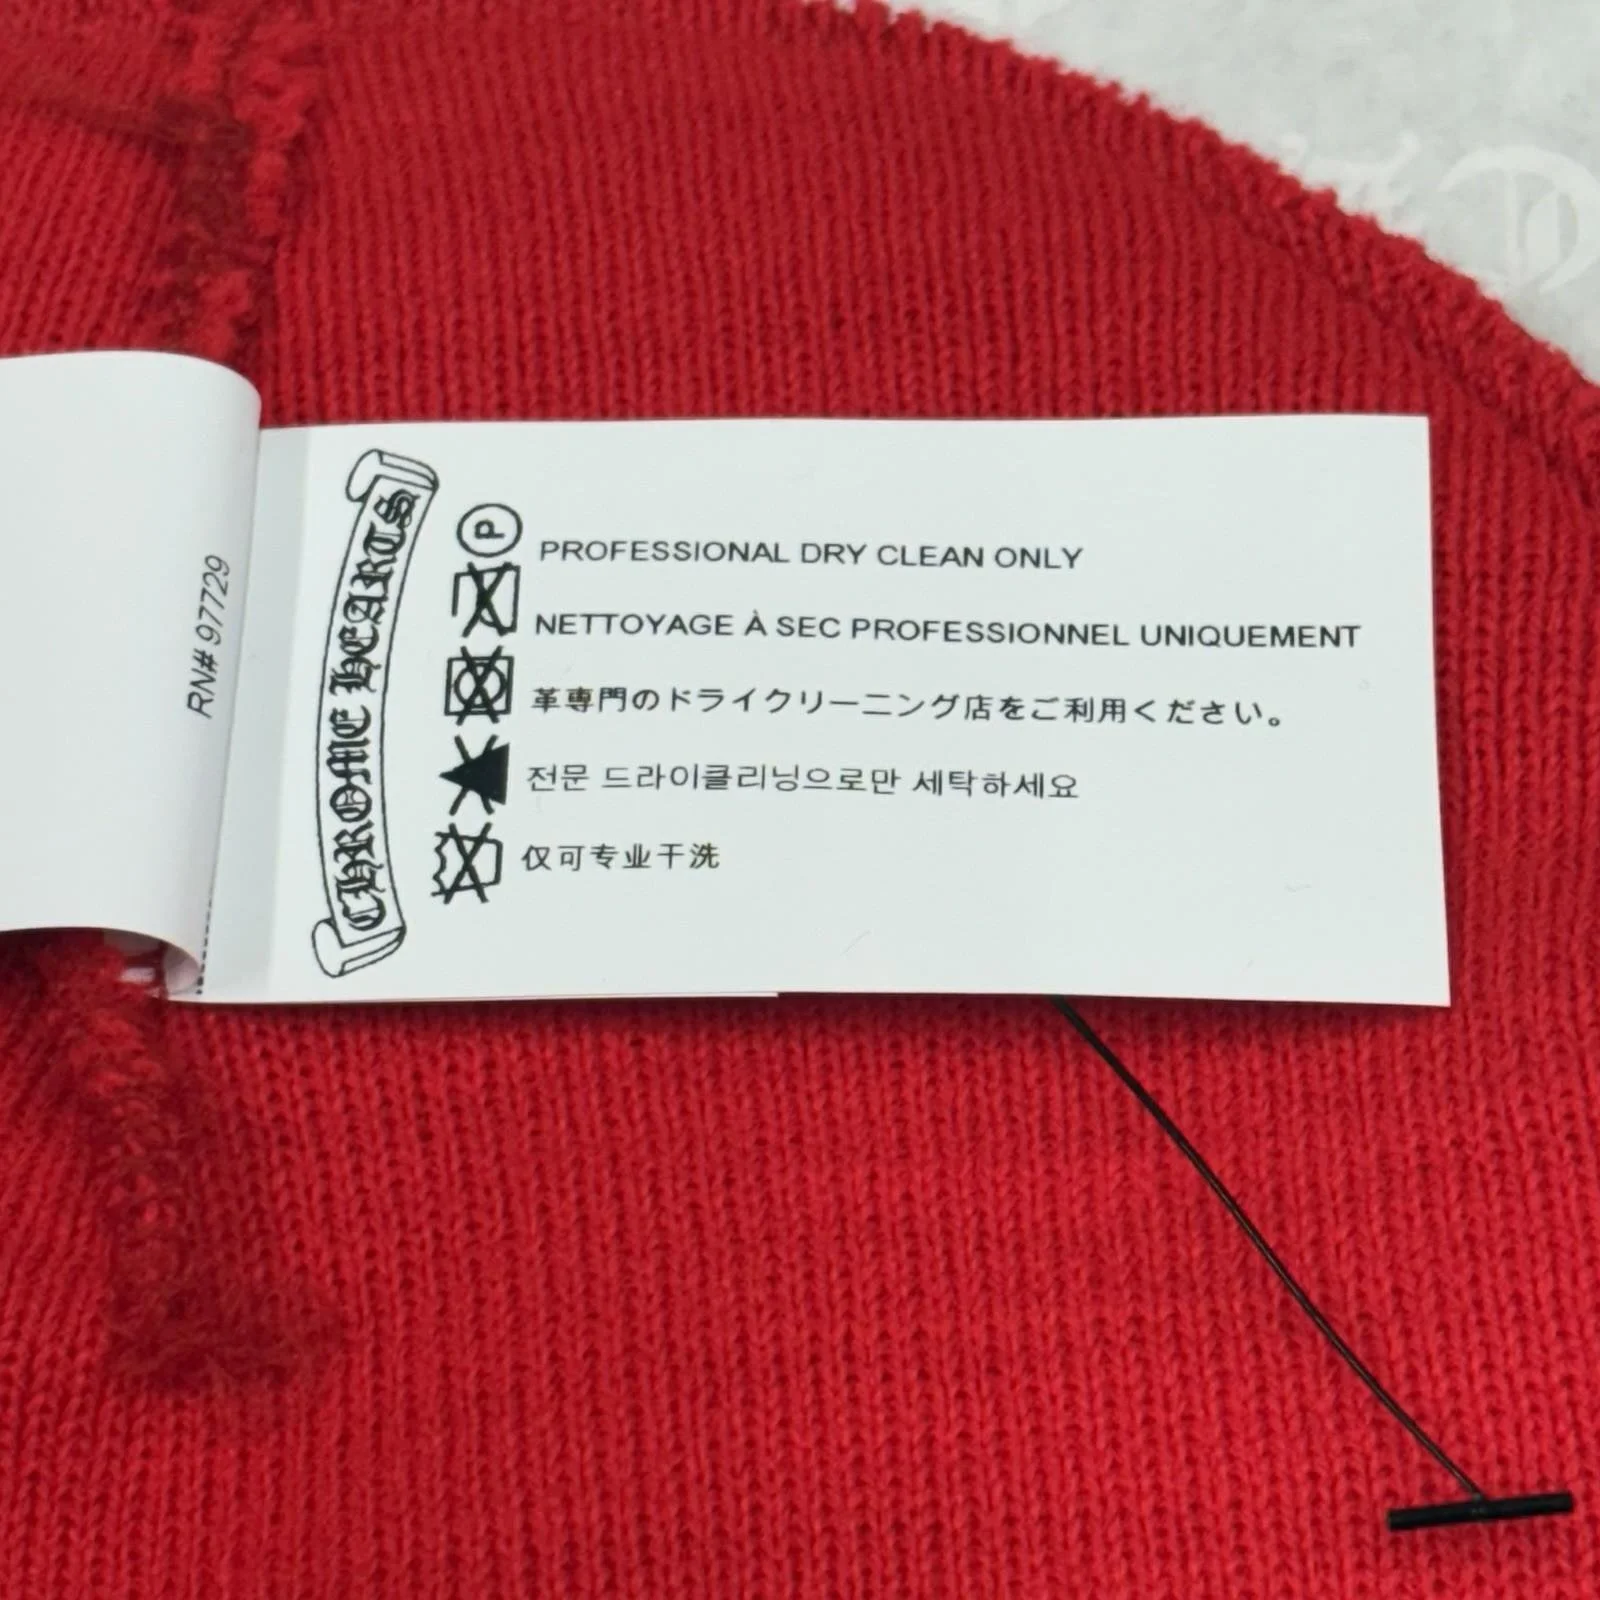 RN# 97729
CHROME HEARTS
P
PROFESSIONAL DRY CLEAN ONLY
NETTOYAGE À SEC PROFESSIONNEL UNIQUEMENT
革専門のドライクリーニング店をご利用ください。
전문 드라이클리닝으로만 세탁하세요
仅可专业干洗